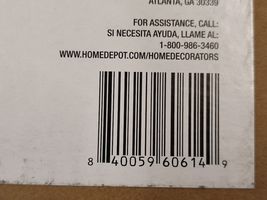 ATLANTA, GA 30339
FOR ASSISTANCE, CALL:
SI NECESITA AYUDA, LLAME AL:
1-800-986-3460
WWW.HOMEDEPOT.COM/HOMEDECORATORS
8 40059 60614 9